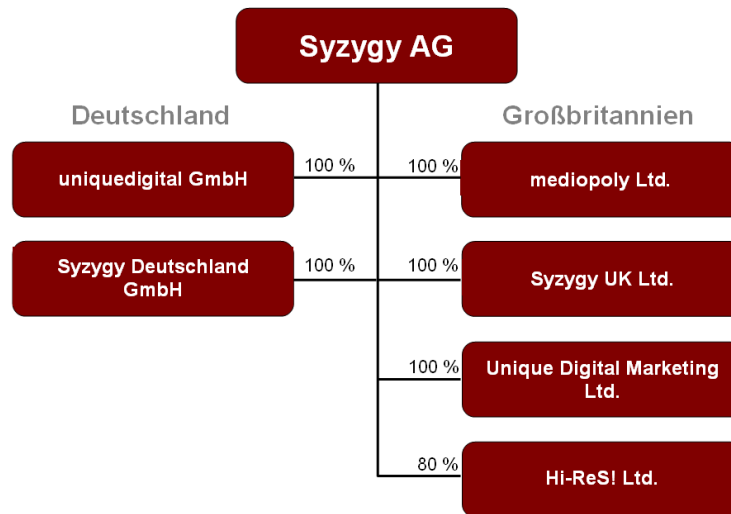 Syzygy AG
Deutschland
Großbritannien
uniquedigital GmbH
100 %
100 %
mediopoly Ltd.
Syzygy Deutschland
GmbH
100 %
100 %
Syzygy UK Ltd.
100 %
Unique Digital Marketing
Ltd.
80 %
Hi-ReS! Ltd.